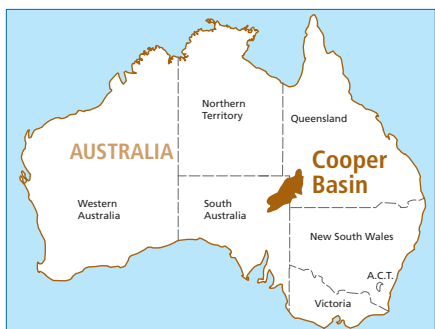 Northern
Territory
Queensland
AUSTRALIA
Cooper
Basin
Western
Australia
South
Australia
New South Wales
A.C.T.
Victoria